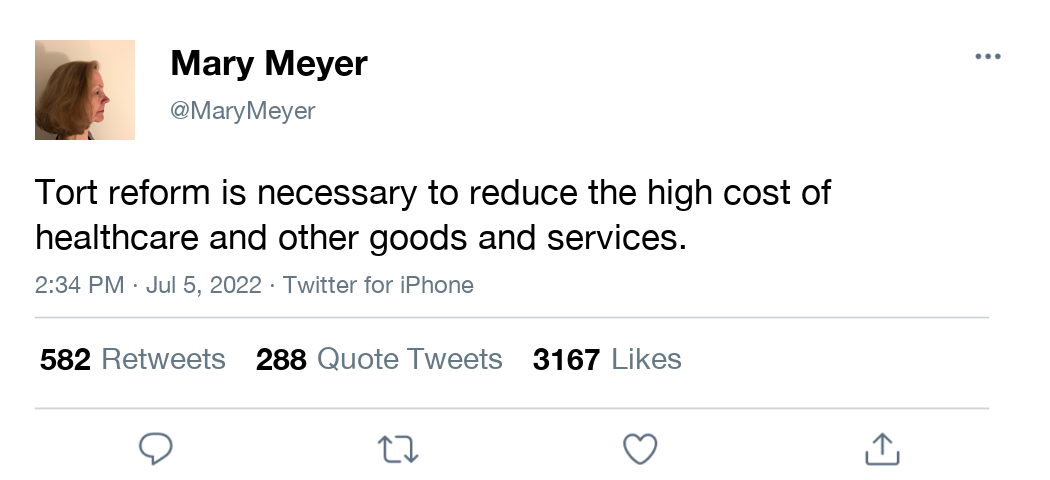 Mary Meyer
@MaryMeyer
Tort reform is necessary to reduce the high cost of
healthcare and other goods and services.
2:34 PM · Jul 5, 2022 · Twitter for iPhone
582 Retweets 288 Quote Tweets 3167 Likes